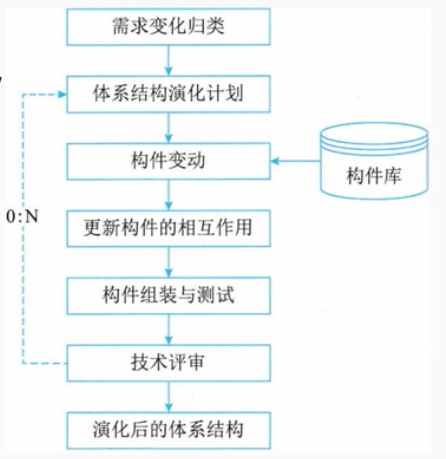 需求变化归类
体系结构演化计划
构件变动
构件库
0:N
更新构件的相互作用
构件组装与测试
技术评审
演化后的体系结构